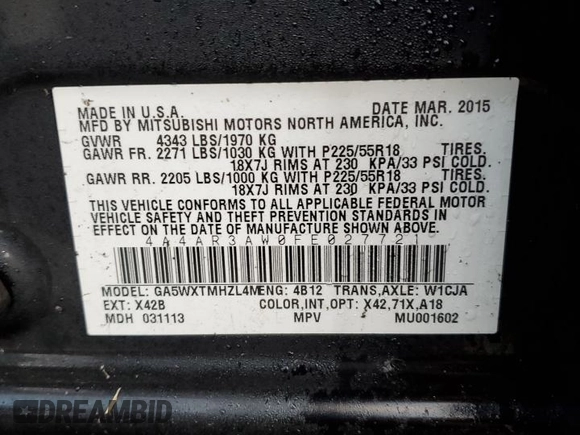 MADE IN U.S.A. DATE MAR. 2015
MFD BY MITSUBISHI MOTORS NORTH AMERICA, INC.
GVWR 4343 LBS/1970 KG
GAWR FR. 2271 LBS/1030 KG WITH P225/55R18 TIRES.
18X7J RIMS AT 230 KPA/33 PSI COLD.
GAWR RR. 2205 LBS/1000 KG WITH P225/55R18 TIRES.
18X7J RIMS AT 230 KPA/33 PSI COLD.
THIS VEHICLE CONFORMS TO ALL APPLICABLE FEDERAL MOTOR
VEHICLE SAFETY AND THEFT PREVENTION STANDARDS IN
EFFECT ON THE DATE OF MANUFACTURE SHOWN ABOVE.
4A4AR3AW0FE027721
MODEL: GA5WXTMHZL4M ENG: 4B12 TRANS,AXLE: W1CJA
EXT: X42B COLOR,INT,OPT: X42,71X,A18
MDH 031113 MPV MU001602
DREAMBID